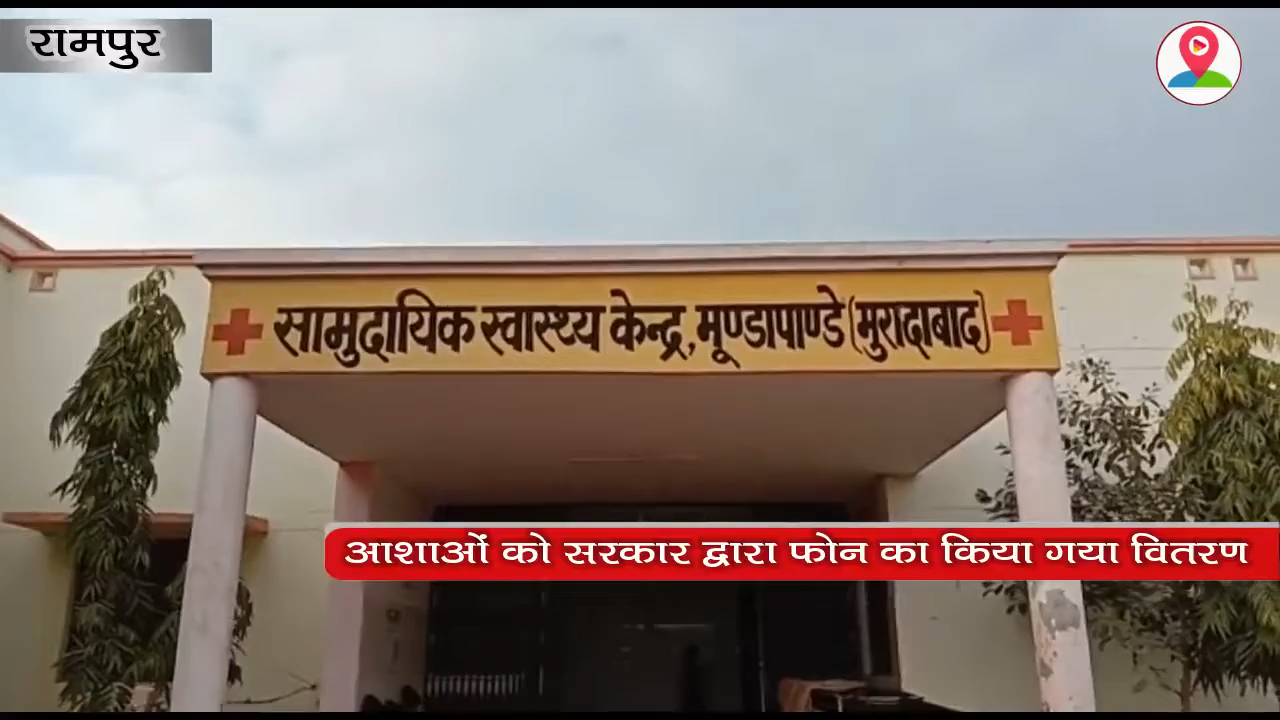 रामपुर
सामुदायिक स्वास्थ्य केन्द्र,मूण्डापाण्डे(मुरादाबाद)
आशाओं को सरकार द्वारा फोन का किया गया वितरण